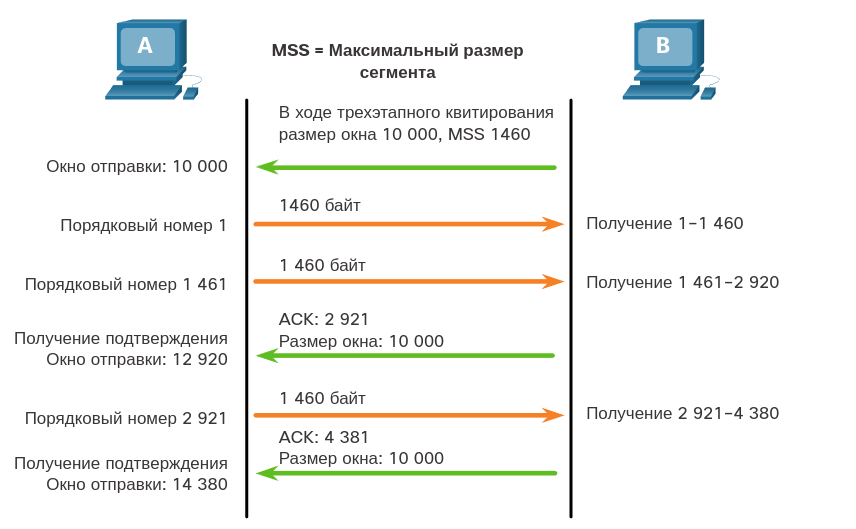 A
B
MSS = Максимальный размер
сегмента
В ходе трехэтапного квитирования
размер окна 10 000, MSS 1460
Окно отправки: 10 000
1460 байт
Порядковый номер 1
Получение 1–1 460
1 460 байт
Порядковый номер 1 461
Получение 1 461–2 920
ACK: 2 921
Размер окна: 10 000
Получение подтверждения
Окно отправки: 12 920
1 460 байт
Порядковый номер 2 921
Получение 2 921–4 380
ACK: 4 381
Размер окна: 10 000
Получение подтверждения
Окно отправки: 14 380